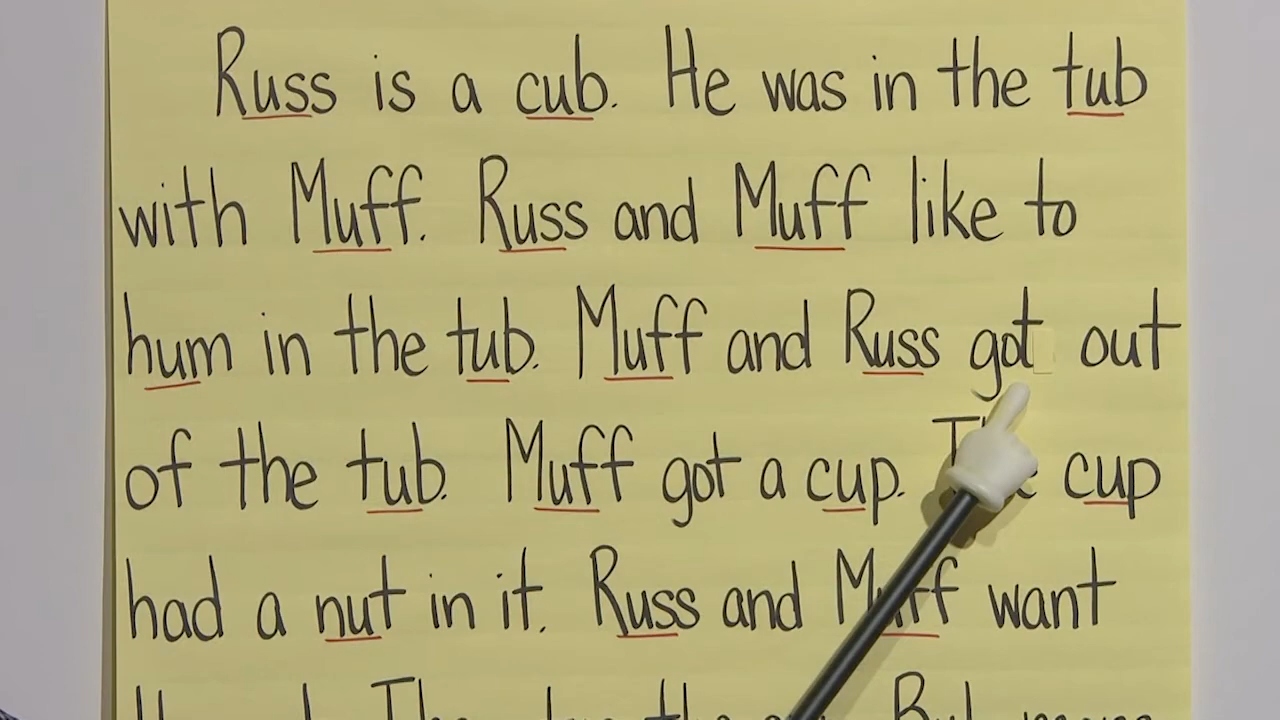 Russ is a cub. He was in the tub
with Muff. Russ and Muff like to
hum in the tub. Muff and Russ got out
of the tub. Muff got a cup. The cup
had a nut in it. Russ and Muff want